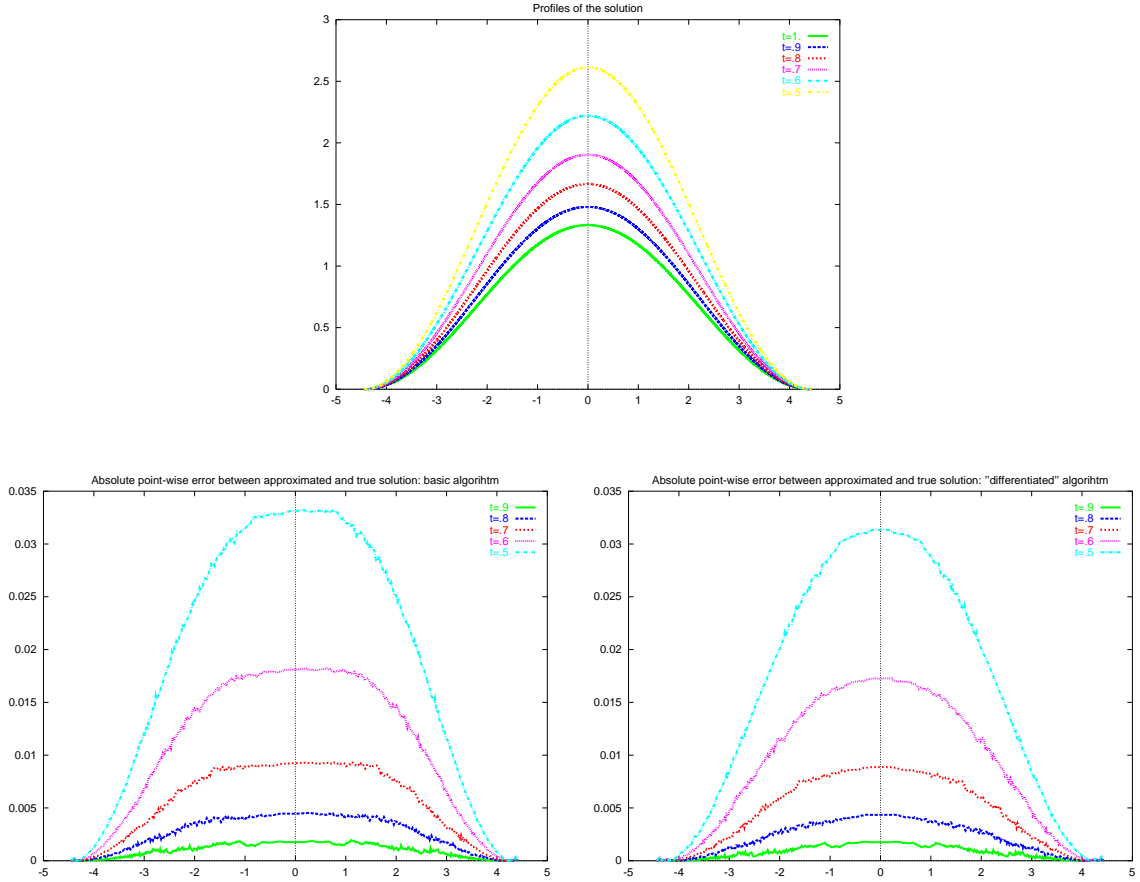 Profiles of the solution
3
2.5
2
1.5
1
0.5
0
-5 -4 -3 -2 -1 0 1 2 3 4 5
t=1.
t=.9
t=.8
t=.7
t=.6
t=.5
Absolute point-wise error between approximated and true solution: basic algorihtm
0.035
0.03
0.025
0.02
0.015
0.01
0.005
0
-5 -4 -3 -2 -1 0 1 2 3 4 5
t=.9
t=.8
t=.7
t=.6
t=.5
Absolute point-wise error between approximated and true solution: "differentiated" algorihtm
0.035
0.03
0.025
0.02
0.015
0.01
0.005
0
-5 -4 -3 -2 -1 0 1 2 3 4 5
t=.9
t=.8
t=.7
t=.6
t=.5